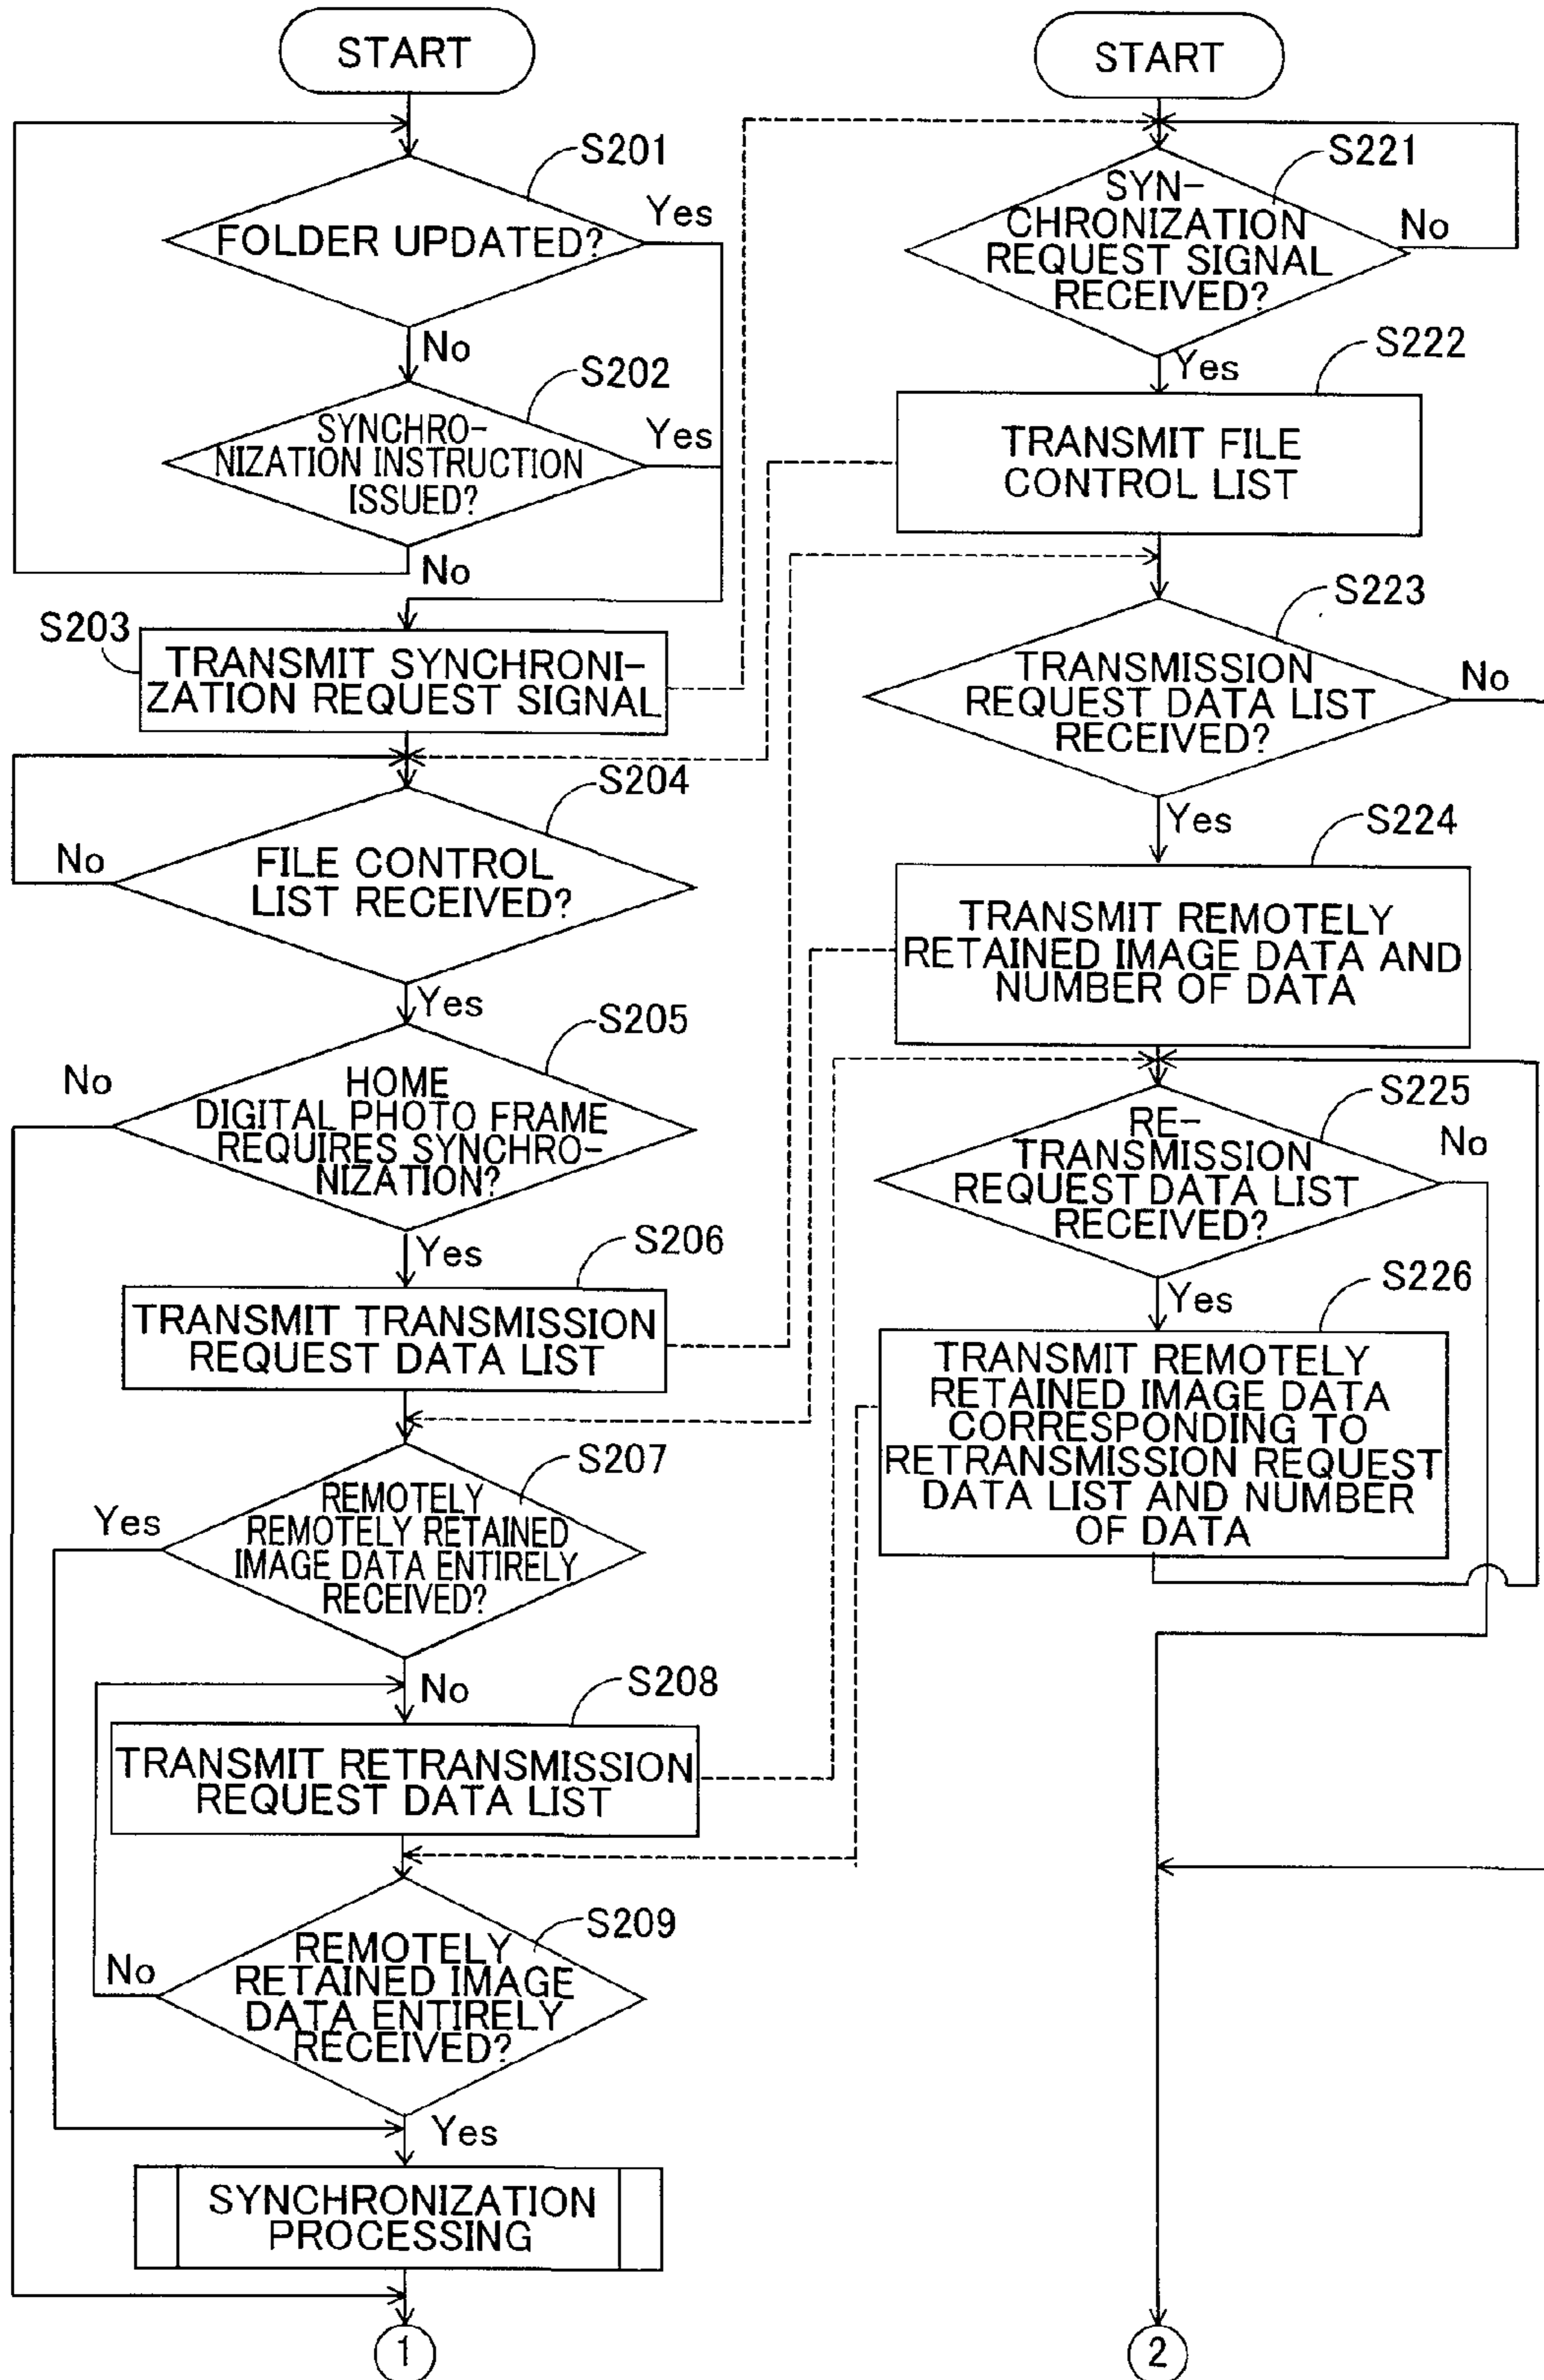 START
S201
FOLDER UPDATED?
Yes
No
S202
SYNCHRO-
NIZATION INSTRUCTION
ISSUED?
Yes
No
S203
TRANSMIT SYNCHRONI-
ZATION REQUEST SIGNAL
S204
FILE CONTROL
LIST RECEIVED?
No
Yes
S205
HOME
DIGITAL PHOTO FRAME
REQUIRES SYNCHRO-
NIZATION?
No
Yes
S206
TRANSMIT TRANSMISSION
REQUEST DATA LIST
S207
REMOTELY
REMOTELY RETAINED
IMAGE DATA ENTIRELY
RECEIVED?
Yes
No
S208
TRANSMIT RETRANSMISSION
REQUEST DATA LIST
S209
REMOTELY
RETAINED IMAGE
DATA ENTIRELY
RECEIVED?
No
Yes
SYNCHRONIZATION
PROCESSING
1
START
S221
SYN-
CHRONIZATION
REQUEST SIGNAL
RECEIVED?
No
Yes
S222
TRANSMIT FILE
CONTROL LIST
S223
TRANSMISSION
REQUEST DATA LIST
RECEIVED?
No
Yes
S224
TRANSMIT REMOTELY
RETAINED IMAGE DATA AND
NUMBER OF DATA
S225
RE-
TRANSMISSION
REQUEST DATA LIST
RECEIVED?
No
Yes
S226
TRANSMIT REMOTELY
RETAINED IMAGE DATA
CORRESPONDING TO
RETRANSMISSION REQUEST
DATA LIST AND NUMBER
OF DATA
2